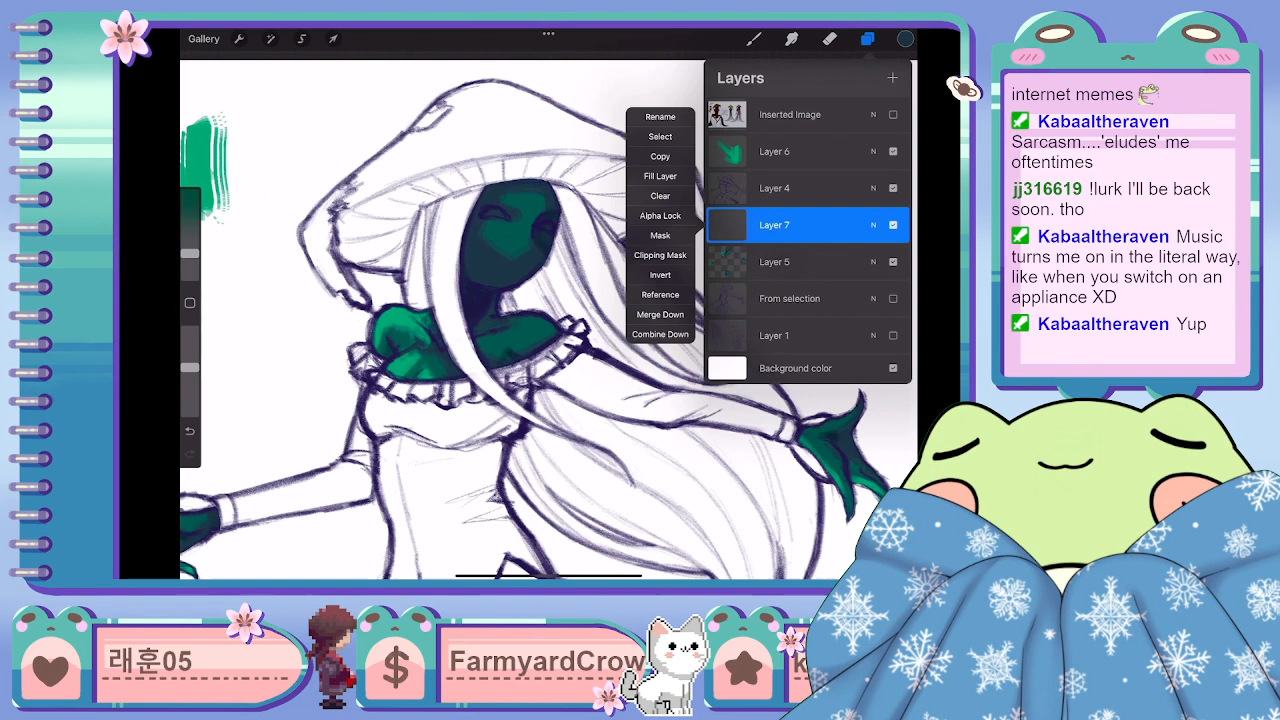 Gallery
Layers
Inserted Image N
Layer 6 N
Layer 4 N
Layer 7 N
Layer 5 N
From selection N
Layer 1 N
Background color
Rename
Select
Copy
Fill Layer
Clear
Alpha Lock
Mask
Clipping Mask
Invert
Reference
Merge Down
Combine Down
internet memes
Kabaaltheraven
Sarcasm....'eludes' me
oftentimes
jj316619 !lurk I'll be back
soon. tho
Kabaaltheraven Music
turns me on in the literal way,
like when you switch on an
appliance XD
Kabaaltheraven Yup
래훈05
$ FarmyardCrow